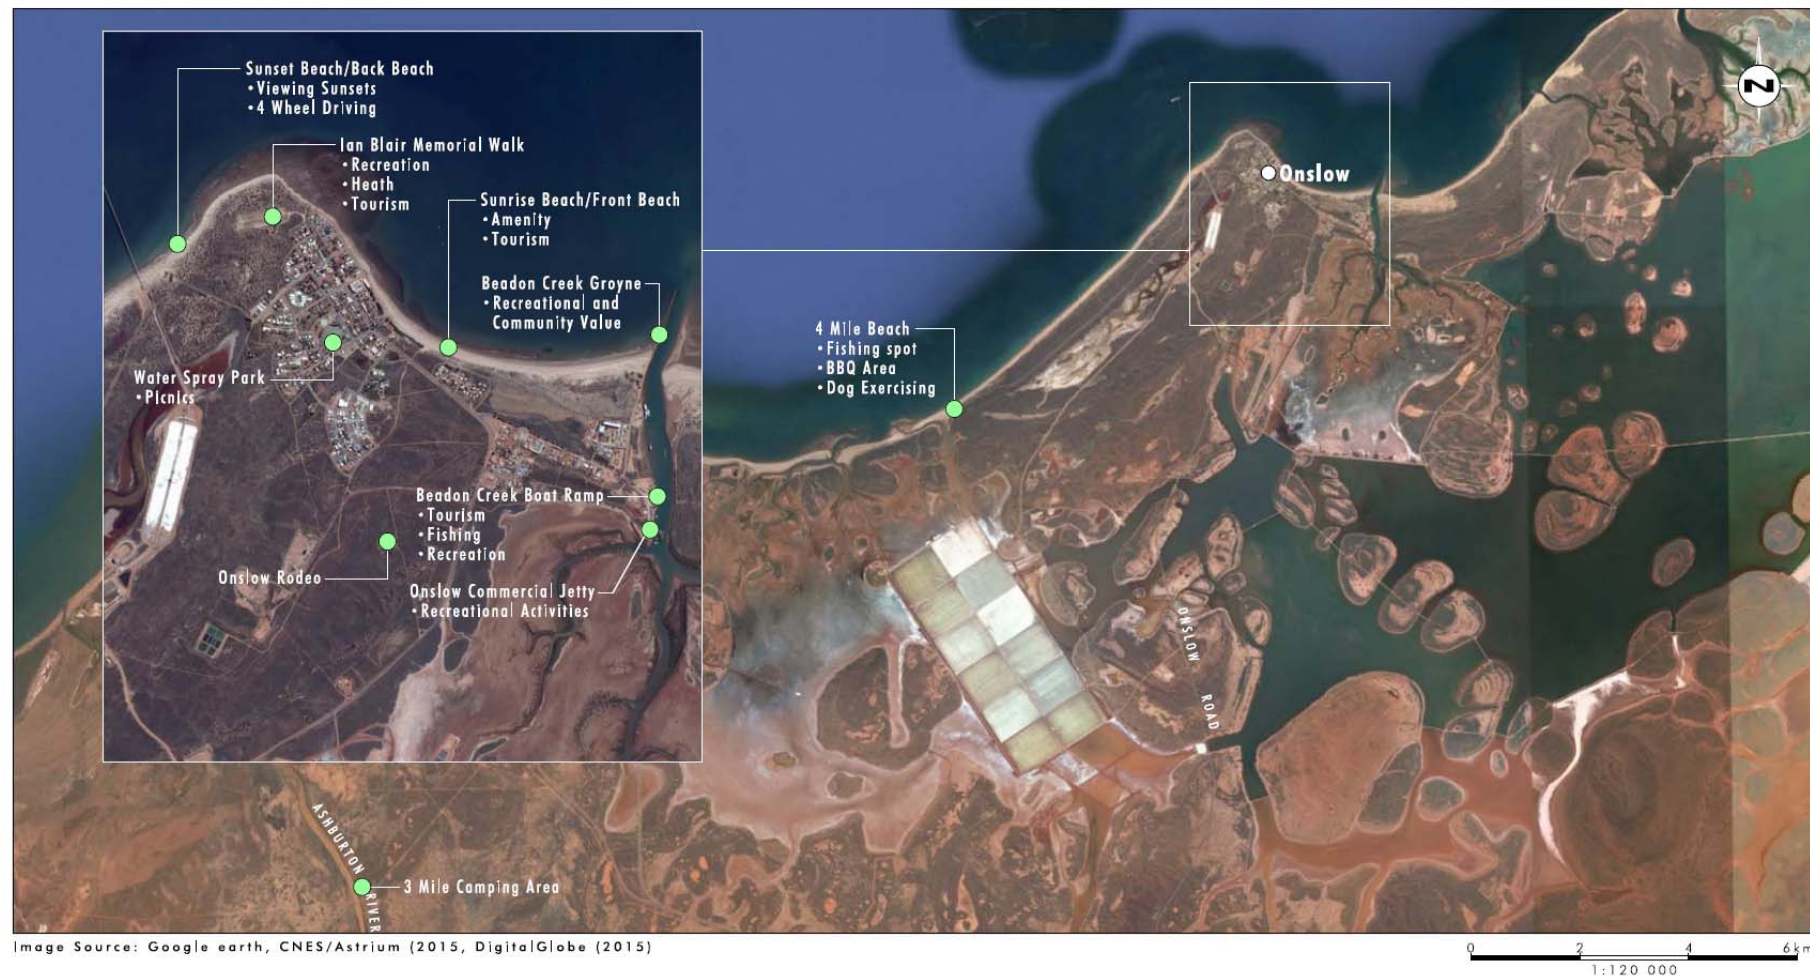 Sunset Beach/Back Beach
• Viewing Sunsets
• 4 Wheel Driving
Ian Blair Memorial Walk
• Recreation
• Heath
• Tourism
Sunrise Beach/Front Beach
• Amenity
• Tourism
Beadon Creek Groyne
• Recreational and
Community Value
Water Spray Park
• Picnics
Beadon Creek Boat Ramp
• Tourism
• Fishing
• Recreation
Onslow Rodeo
Onslow Commercial Jetty
• Recreational Activities
N
Onslow
4 Mile Beach
• Fishing spot
• BBQ Area
• Dog Exercising
ONSLOW ROAD
ASHBURTON RIVER
3 Mile Camping Area
Image Source: Google earth, CNES/Astrium (2015, DigitalGlobe (2015)
0 2 4 6km
1:120 000